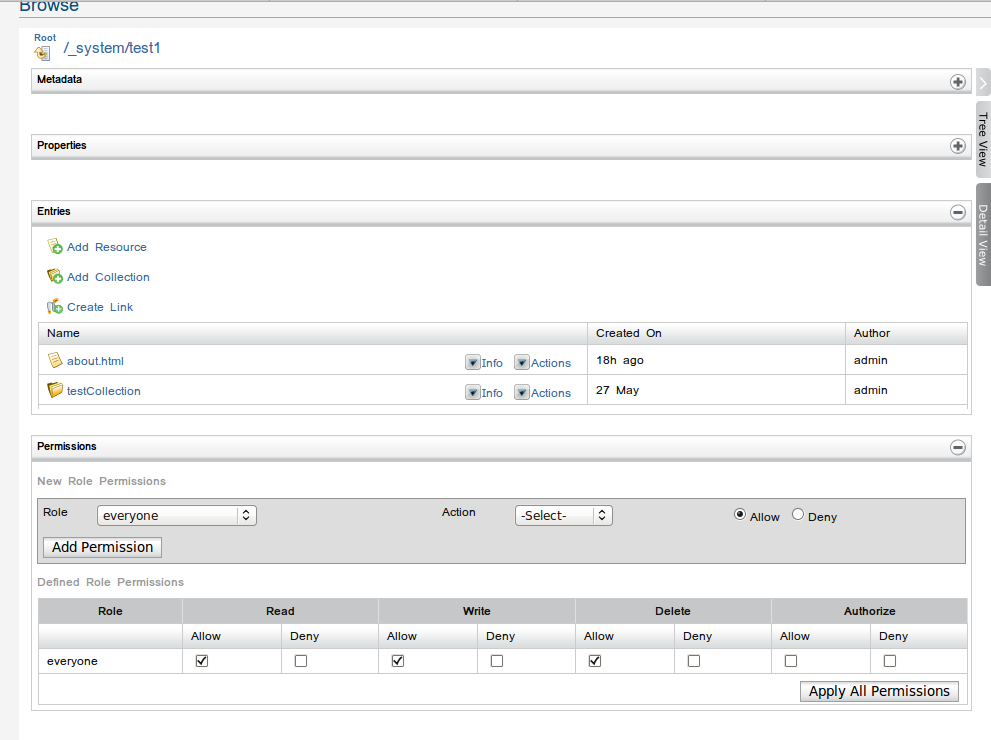 Browse
Root
/_system/test1
Metadata
Tree View
Properties
Detail View
Entries
Add Resource
Add Collection
Create Link
Name Created On Author
about.html Info Actions 18h ago admin
testCollection Info Actions 27 May admin
Permissions
New Role Permissions
Role everyone Action -Select- Allow Deny
Add Permission
Defined Role Permissions
Role Read Write Delete Authorize
Allow Deny Allow Deny Allow Deny Allow Deny
everyone
Apply All Permissions